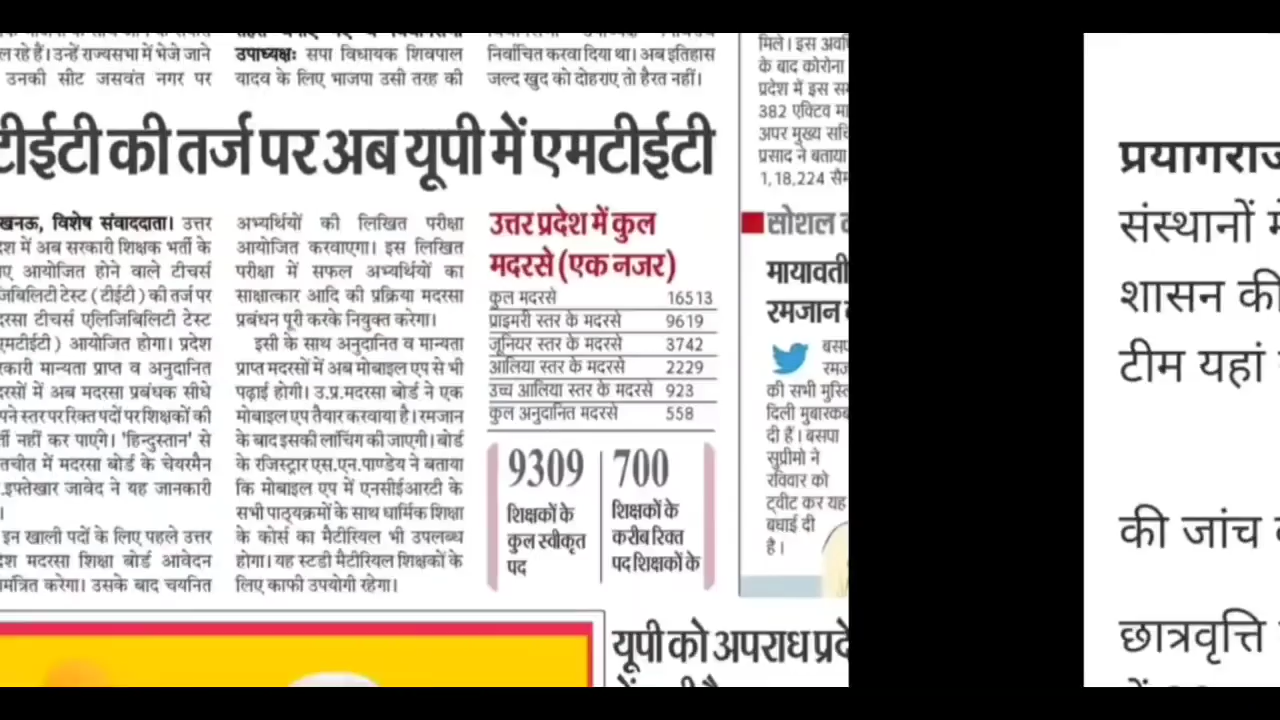 ल रहे हैं। उन्हें राज्यसभा में भेजे जाने
उनकी सीट जसवंत नगर पर
उपाध्यक्षः सपा विधायक शिवपाल
यादव के लिए भाजपा उसी तरह की
निर्वाचित करवा दिया था। अब इतिहास
जल्द खुद को दोहराए तो हैरत नहीं।
टीईटी की तर्ज पर अब यूपी में एमटीईटी
खनऊ, विशेष संवाददाता। उत्तर
देश में अब सरकारी शिक्षक भर्ती के
ए आयोजित होने वाले टीचर्स
जिबिलिटी टेस्ट (टीईटी) की तर्ज पर
दरसा टीचर्स एलिजिबिलिटी टेस्ट
एमटीईटी) आयोजित होगा। प्रदेश
रकारी मान्यता प्राप्त व अनुदानित
दरसों में अब मदरसा प्रबंधक सीधे
पने स्तर पर रिक्त पदों पर शिक्षकों की
र्ती नहीं कर पाएंगे। 'हिन्दुस्तान' से
तचीत में मदरसा बोर्ड के चेयरमैन
.इफ्तेखार जावेद ने यह जानकारी
।
इन खाली पदों के लिए पहले उत्तर
देश मदरसा शिक्षा बोर्ड आवेदन
ामंत्रित करेगा। उसके बाद चयनित
अभ्यर्थियों की लिखित परीक्षा
आयोजित करवाएगा। इस लिखित
परीक्षा में सफल अभ्यर्थियों का
साक्षात्कार आदि की प्रक्रिया मदरसा
प्रबंधन पूरी करके नियुक्त करेगा।
इसी के साथ अनुदानित व मान्यता
प्राप्त मदरसों में अब मोबाइल एप से भी
पढ़ाई होगी। उ.प्र.मदरसा बोर्ड ने एक
मोबाइल एप तैयार करवाया है। रमजान
के बाद इसकी लांचिंग की जाएगी। बोर्ड
के रजिस्ट्रार एस.एन.पाण्डेय ने बताया
कि मोबाइल एप में एनसीईआरटी के
सभी पाठ्यक्रमों के साथ धार्मिक शिक्षा
के कोर्स का मैटीरियल भी उपलब्ध
होगा। यह स्टडी मैटीरियल शिक्षकों के
लिए काफी उपयोगी रहेगा।
उत्तर प्रदेश में कुल
मदरसे (एक नजर)
कुल मदरसे 16513
प्राइमरी स्तर के मदरसे 9619
जूनियर स्तर के मदरसे 3742
आलिया स्तर के मदरसे 2229
उच्च आलिया स्तर के मदरसे 923
कुल अनुदानित मदरसे 558
9309
शिक्षकों के
कुल स्वीकृत
पद
700
शिक्षकों के
करीब रिक्त
पद शिक्षकों के
मिले। इस अवधि
के बाद कोरोना
प्रदेश में इस सम
382 एक्टिव मा
अपर मुख्य सचि
प्रसाद ने बताया
1,18,224 सैम
सोशल
मायावती
रमजान
बसप
रमज
की सभी मुस्लि
दिली मुबारकब
दी हैं। बसपा
सुप्रीमो ने
रविवार को
ट्वीट कर यह
बधाई दी
है।
यूपी को अपराध प्रदे
प्रयागराज
संस्थानों में
शासन की
टीम यहां
की जांच
छात्रवृत्ति